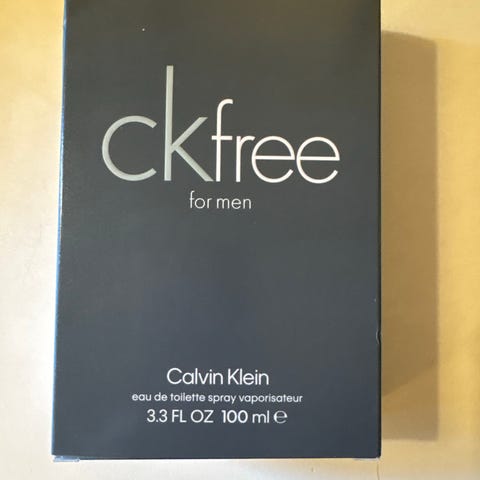 ckfree
for men
Calvin Klein
eau de toilette spray vaporisateur
3.3 FL OZ 100 ml ℮